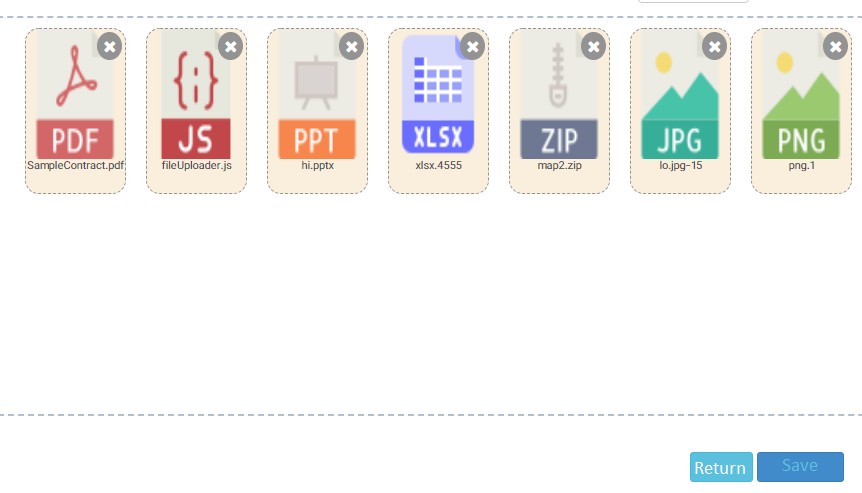 PDF
JS
PPT
XLSX
ZIP
JPG
PNG
SampleContract.pdf
fileUploader.js
hi.pptx
xlsx.4555
map2.zip
lo.jpg-15
png.1
Return
Save